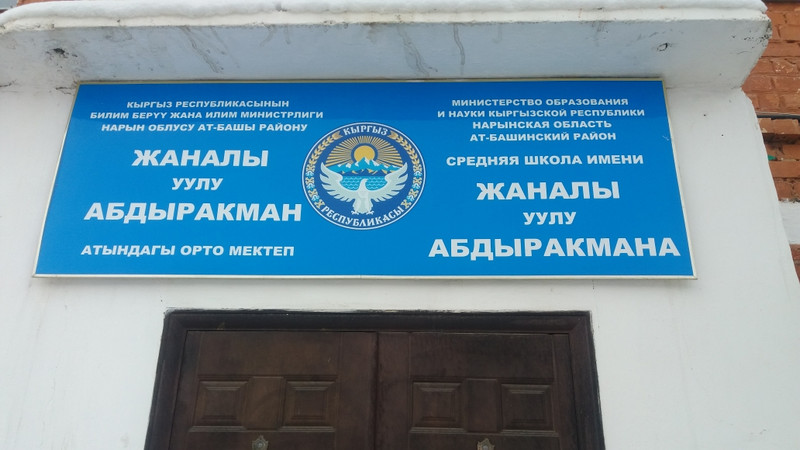 КЫРГЫЗ РЕСПУБЛИКАСЫНЫН
БИЛИМ БЕРҮҮ ЖАНА ИЛИМ МИНИСТРЛИГИ
НАРЫН ОБЛУСУ АТ-БАШЫ РАЙОНУ
ЖАНАЛЫ
УУЛУ
АБДЫРАКМАН
АТЫНДАГЫ ОРТО МЕКТЕП
КЫРГЫЗ
РЕСПУБЛИКАСЫ
МИНИСТЕРСТВО ОБРАЗОВАНИЯ
И НАУКИ КЫРГЫЗСКОЙ РЕСПУБЛИКИ
НАРЫНСКАЯ ОБЛАСТЬ
АТ-БАШИНСКИЙ РАЙОН
СРЕДНЯЯ ШКОЛА ИМЕНИ
ЖАНАЛЫ
УУЛУ
АБДЫРАКМАНА